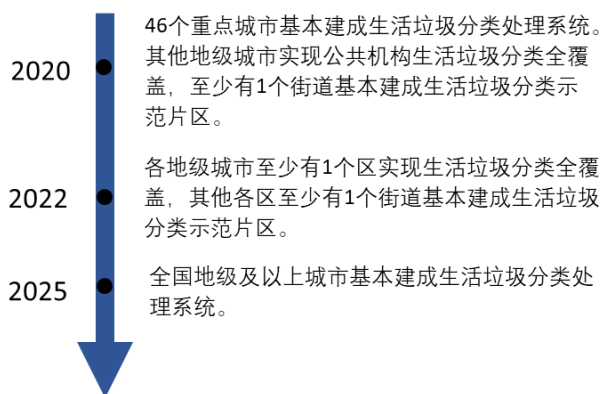 46个重点城市基本建成生活垃圾分类处理系统。
2020
其他地级城市实现公共机构生活垃圾分类全覆
盖，至少有1个街道基本建成生活垃圾分类示
范片区。
各地级城市至少有1个区实现生活垃圾分类全覆
2022
盖，其他各区至少有1个街道基本建成生活垃圾
分类示范片区。
2025
全国地级及以上城市基本建成生活垃圾分类处
理系统。